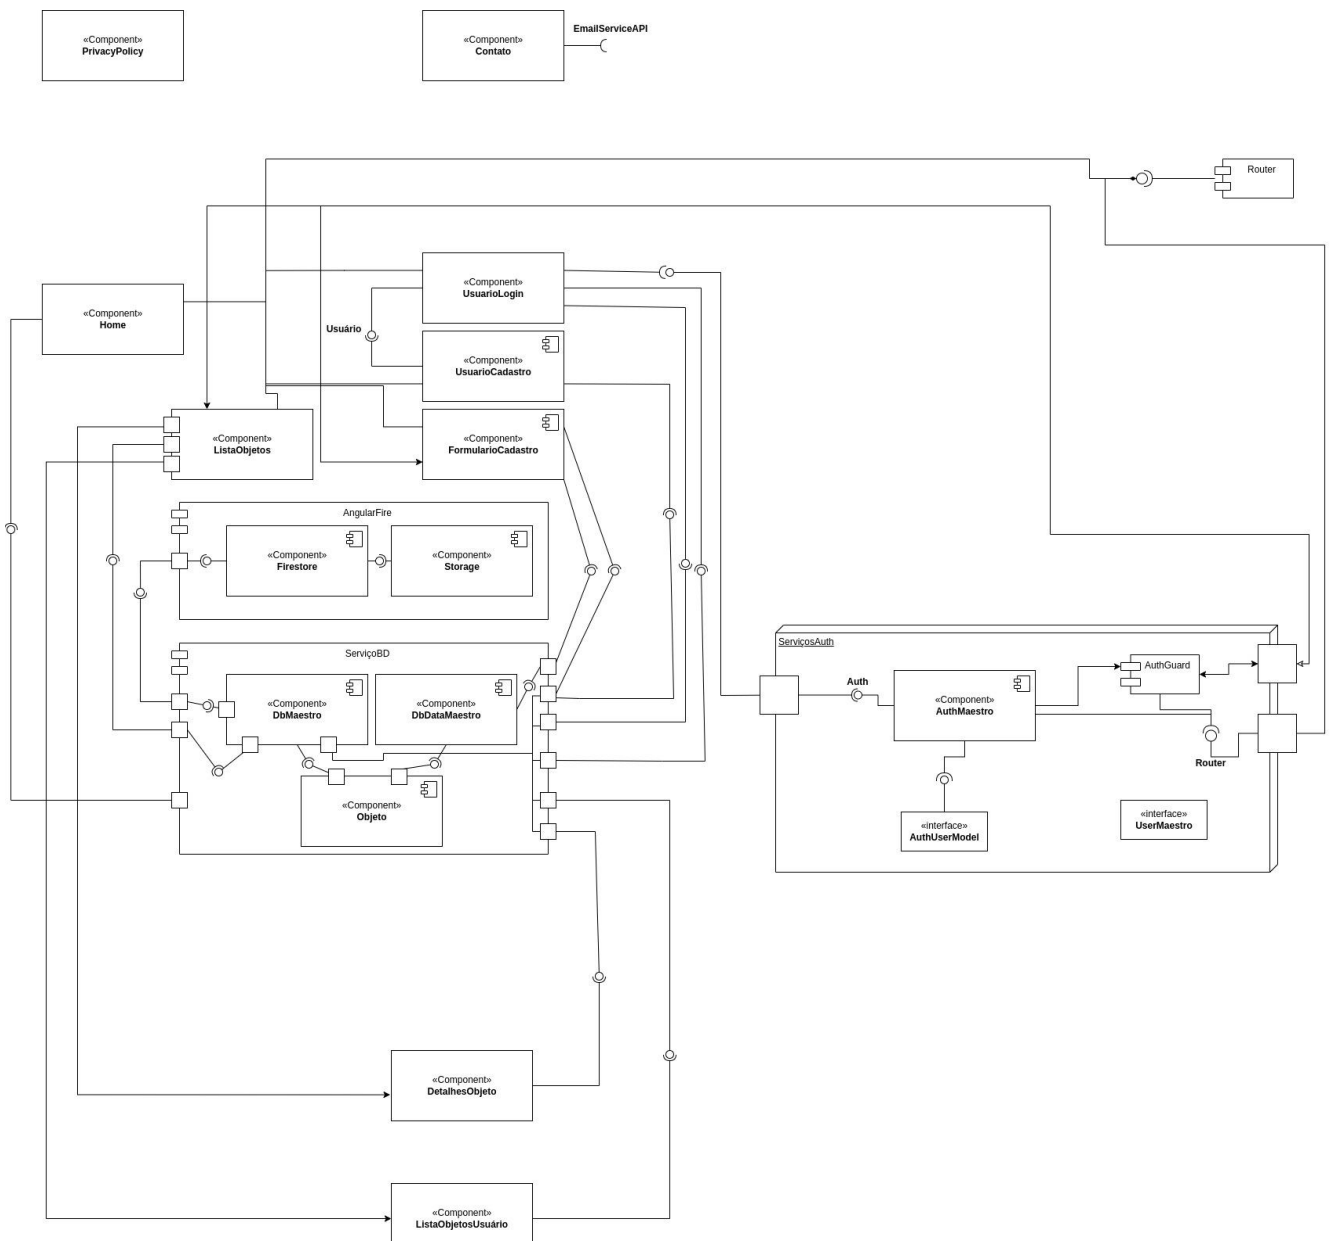 «Component»
PrivacyPolicy
«Component»
Contato
EmailServiceAPI
Router
«Component»
Home
«Component»
UsuarioLogin
Usuário
«Component»
UsuarioCadastro
«Component»
ListaObjetos
«Component»
FormularioCadastro
AngularFire
«Component»
Firestore
«Component»
Storage
ServiçoBD
«Component»
DbMaestro
«Component»
DbDataMaestro
«Component»
Objeto
ServiçosAuth
Auth
«Component»
AuthMaestro
AuthGuard
Router
«interface»
AuthUserModel
«interface»
UserMaestro
«Component»
DetalhesObjeto
«Component»
ListaObjetosUsuário